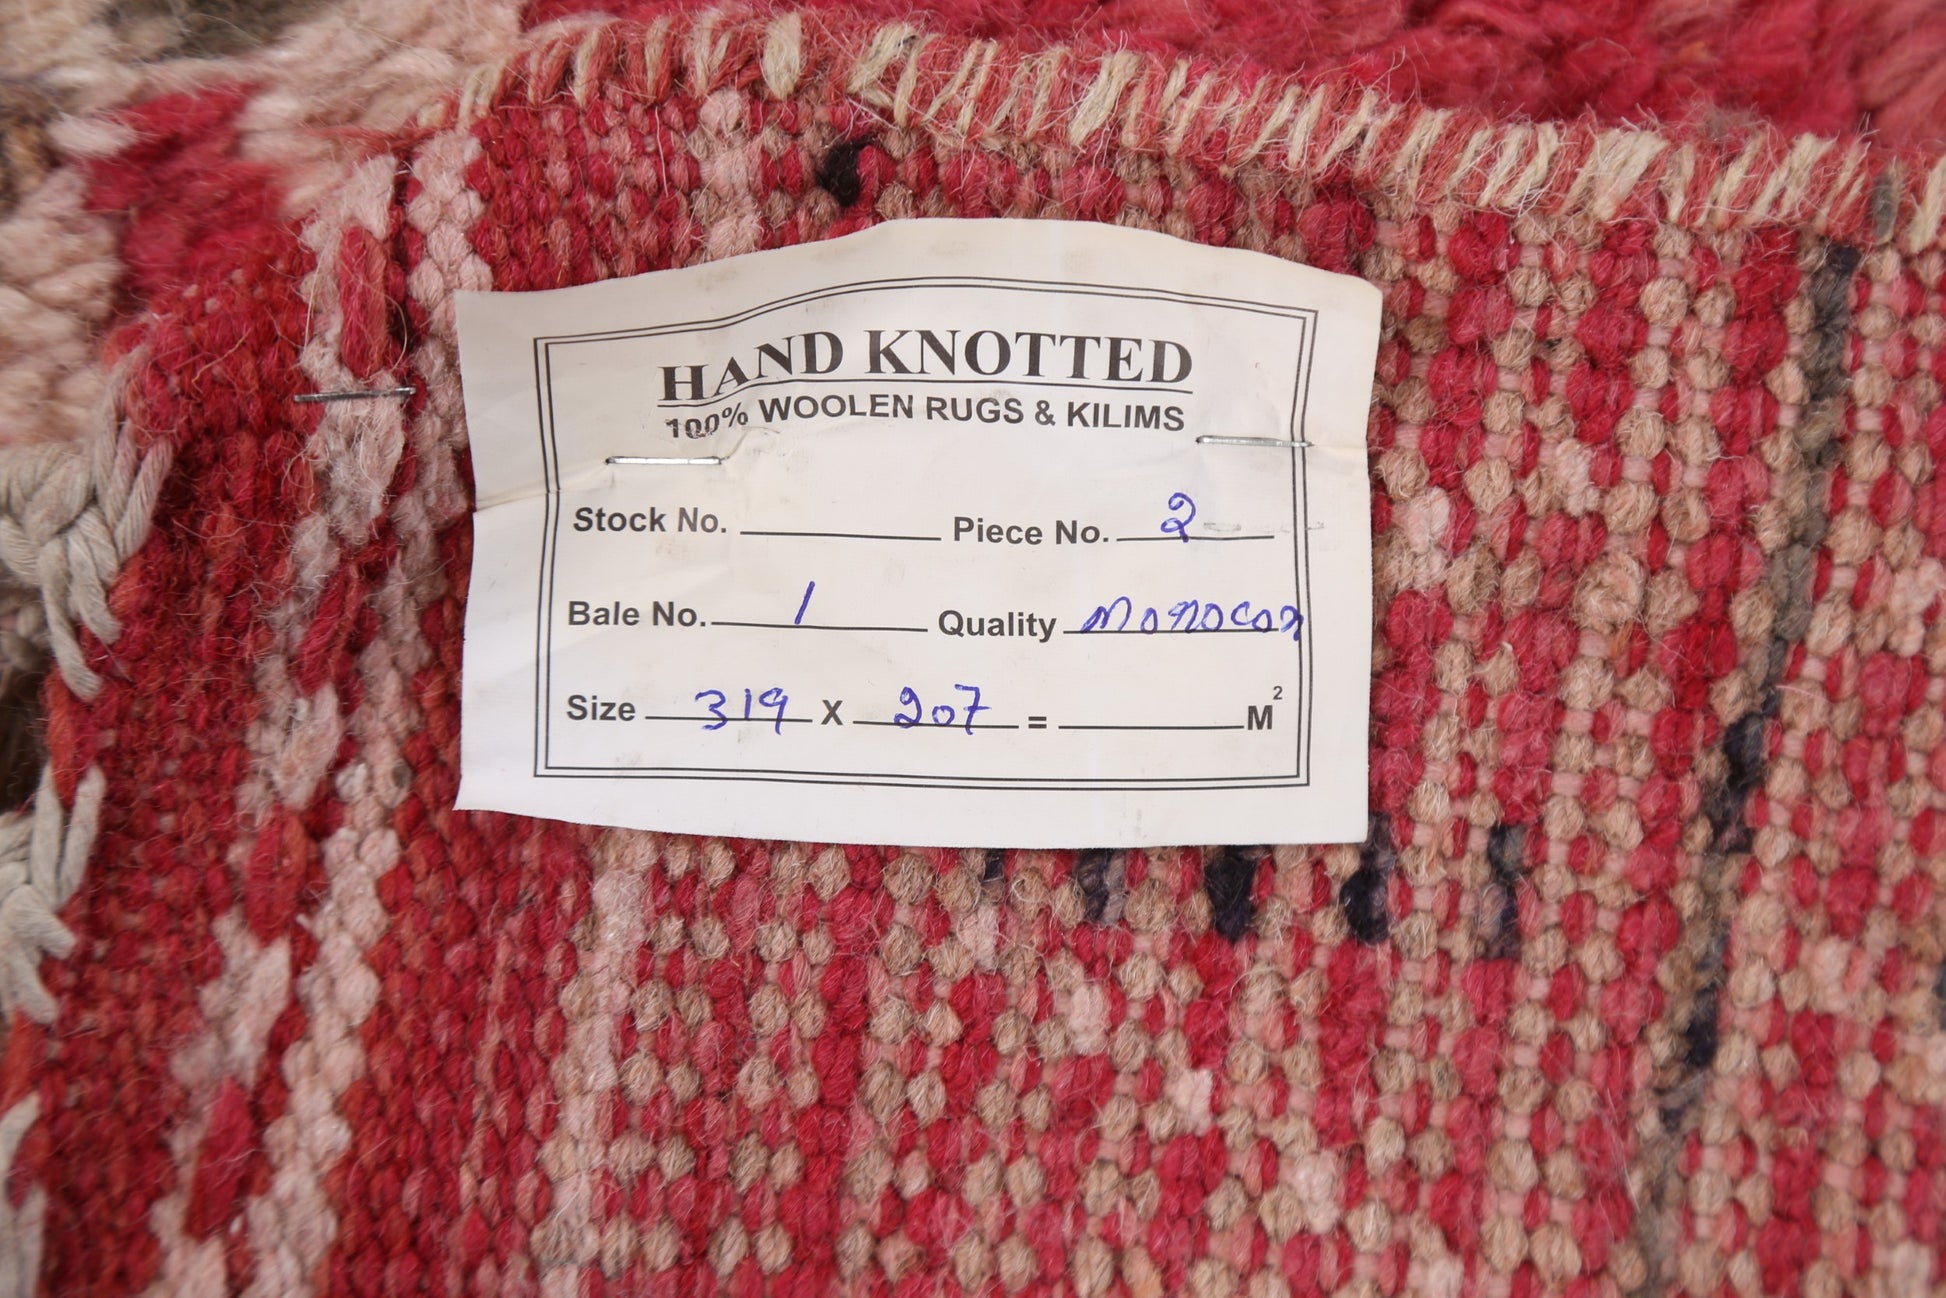 HAND KNOTTED
100% WOOLEN RUGS & KILIMS
Stock No. Piece No. 2
Bale No. 1 Quality Monocon
Size 319 X 207 = M²